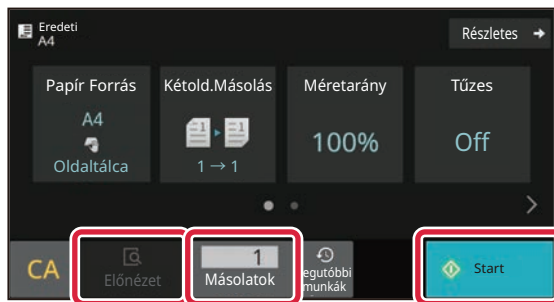 Eredeti
A4
Részletes
Papír Forrás
Kétold.Másolás
Méretarány
Tűzes
A4
Oldaltálca
1 → 1
100%
Off
CA
Előnézet
1
Másolatok
egutóbbi
munkák
Start